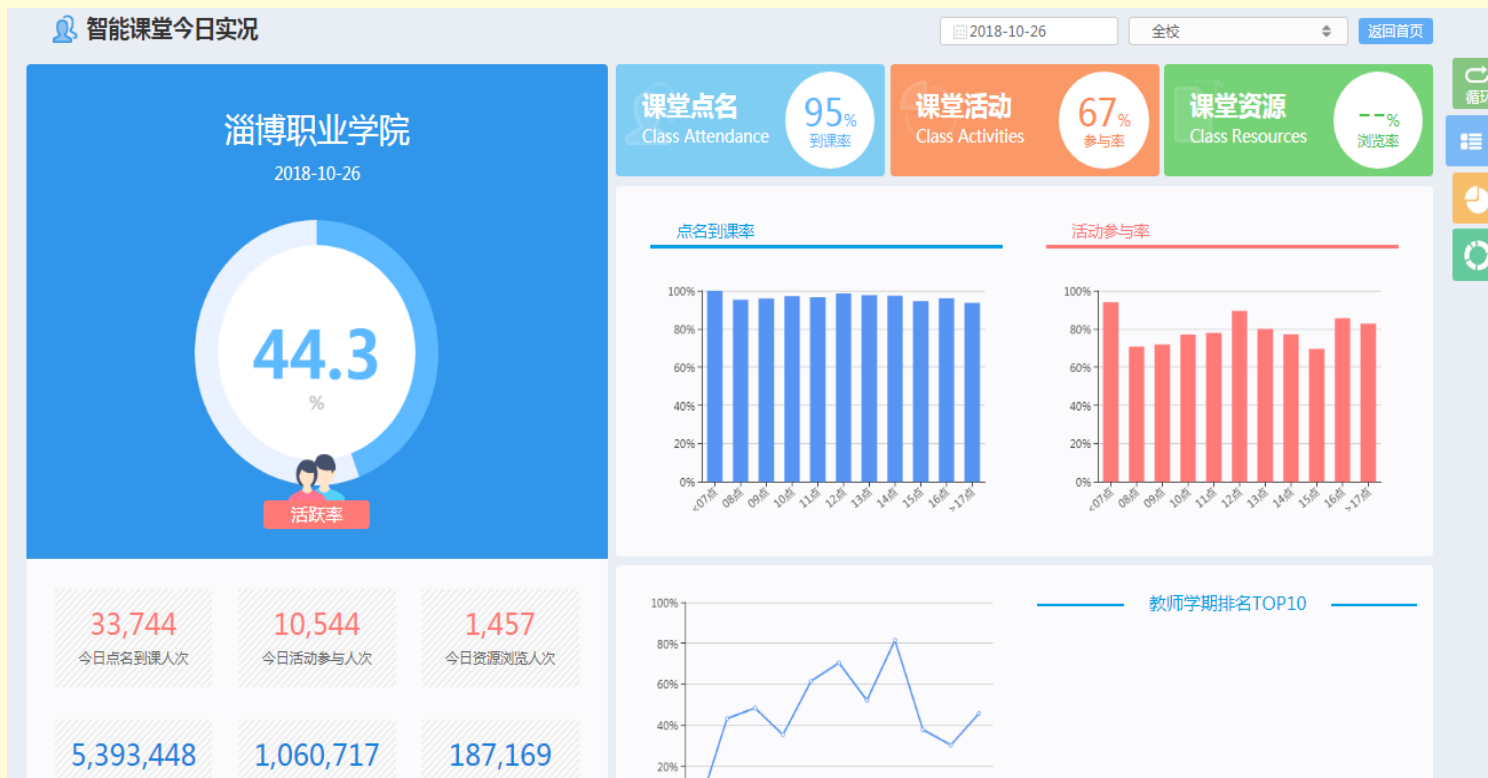 智能课堂今日实况
2018-10-26
全校
返回首页
淄博职业学院
2018-10-26
44.3
%
活跃率
33,744
今日点名到课人次
10,544
今日活动参与人次
1,457
今日资源浏览人次
5,393,448
1,060,717
187,169
课堂点名
Class Attendance
95%
到课率
课堂活动
Class Activities
67%
参与率
课堂资源
Class Resources
--%
浏览率
点名到课率
100%
80%
60%
40%
20%
0%
<07点 08点 09点 10点 11点 12点 13点 14点 15点 16点 >17点
活动参与率
100%
80%
60%
40%
20%
0%
<07点 08点 09点 10点 11点 12点 13点 14点 15点 16点 >17点
100%
80%
60%
40%
20%
教师学期排名TOP10